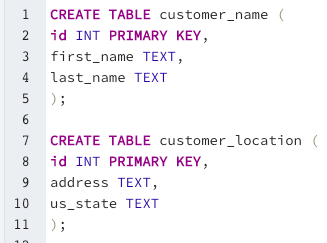 1 CREATE TABLE customer_name (
2 id INT PRIMARY KEY,
3 first_name TEXT,
4 last_name TEXT
5 );
6
7 CREATE TABLE customer_location (
8 id INT PRIMARY KEY,
9 address TEXT,
10 us_state TEXT
11 );